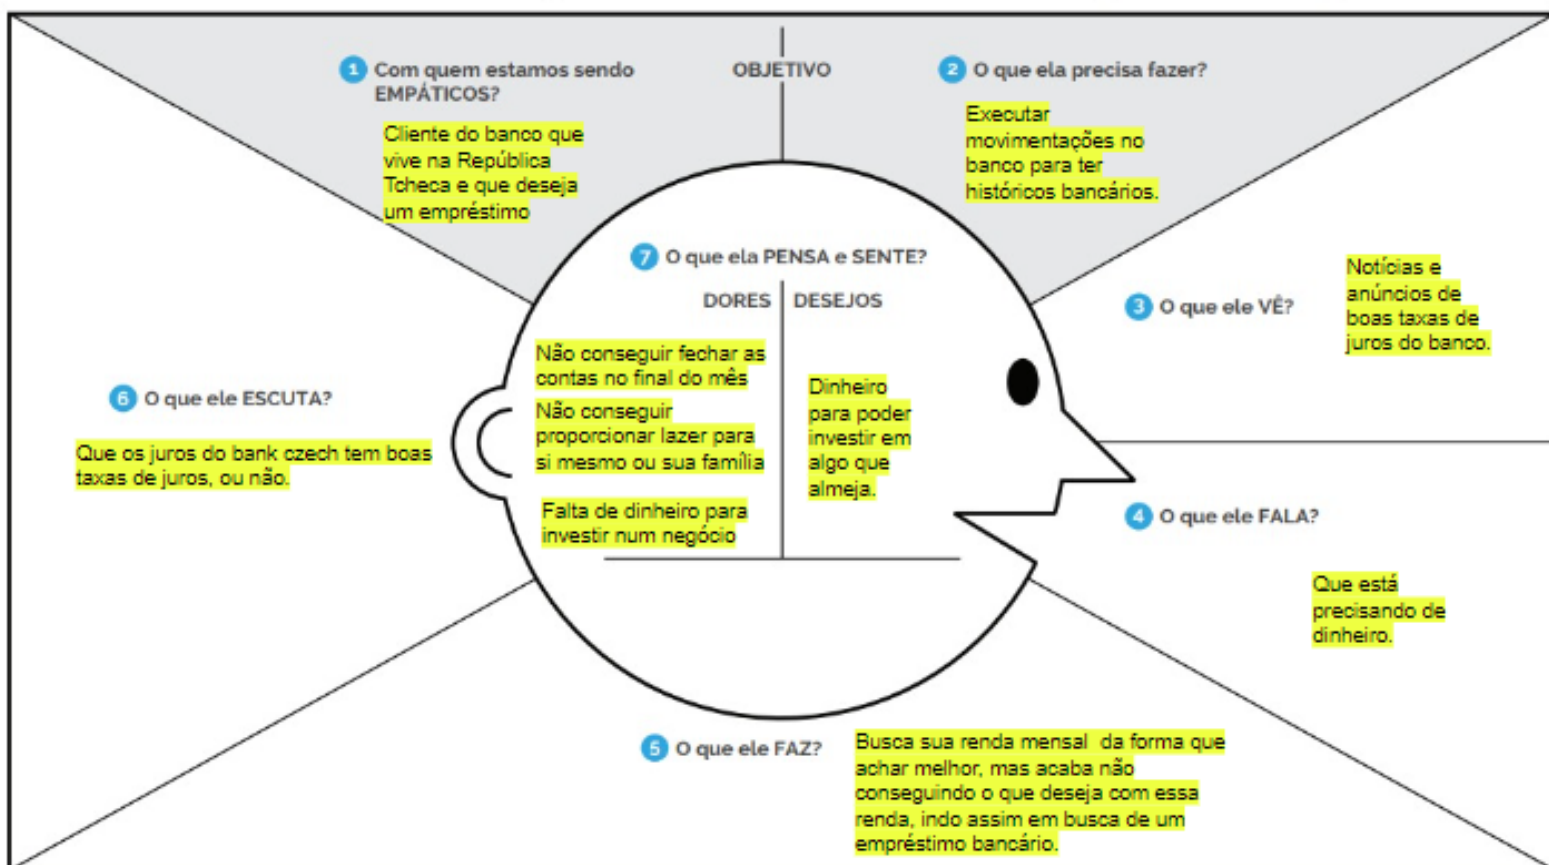 1 Com quem estamos sendo
EMPÁTICOS?
Cliente do banco que
vive na República
Tcheca e que deseja
um empréstimo
OBJETIVO
2 O que ela precisa fazer?
Executar
movimentações no
banco para ter
históricos bancários.
3 O que ele VÊ?
Notícias e
anúncios de
boas taxas de
juros do banco.
4 O que ele FALA?
Que está
precisando de
dinheiro.
5 O que ele FAZ?
Busca sua renda mensal da forma que
achar melhor, mas acaba não
conseguindo o que deseja com essa
renda, indo assim em busca de um
empréstimo bancário.
6 O que ele ESCUTA?
Que os juros do bank czech tem boas
taxas de juros, ou não.
7 O que ela PENSA e SENTE?
DORES
Não conseguir fechar as
contas no final do mês
Não conseguir
proporcionar lazer para
si mesmo ou sua família
Falta de dinheiro para
investir num negócio
DESEJOS
Dinheiro
para poder
investir em
algo que
almeja.